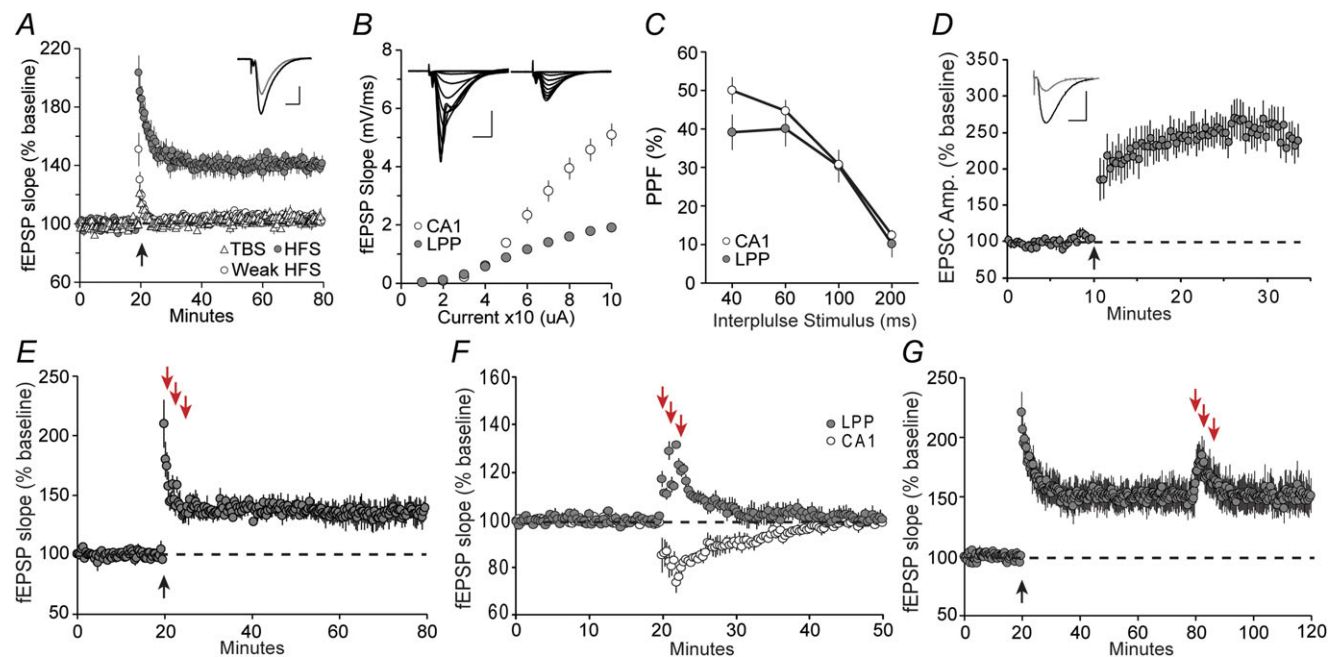 A
fEPSP slope (% baseline)
220
180
140
100
60
TBS HFS
Weak HFS
0 20 40 60 80
Minutes
B
fEPSP Slope (mV/ms)
8
6
4
2
0
CA1
LPP
0 2 4 6 8 10
Current x10 (uA)
C
PPF (%)
60
50
40
30
20
10
0
CA1
LPP
40 60 100 200
Interplulse Stimulus (ms)
D
EPSC Amp. (% baseline)
350
300
250
200
150
100
50
0 10 20 30
Minutes
E
fEPSP slope (% baseline)
250
200
150
100
50
0 20 40 60 80
Minutes
F
fEPSP slope (% baseline)
160
140
120
100
80
60
LPP
CA1
0 10 20 30 40 50
Minutes
G
fEPSP slope (% baseline)
250
200
150
100
50
0 20 40 60 80 100 120
Minutes